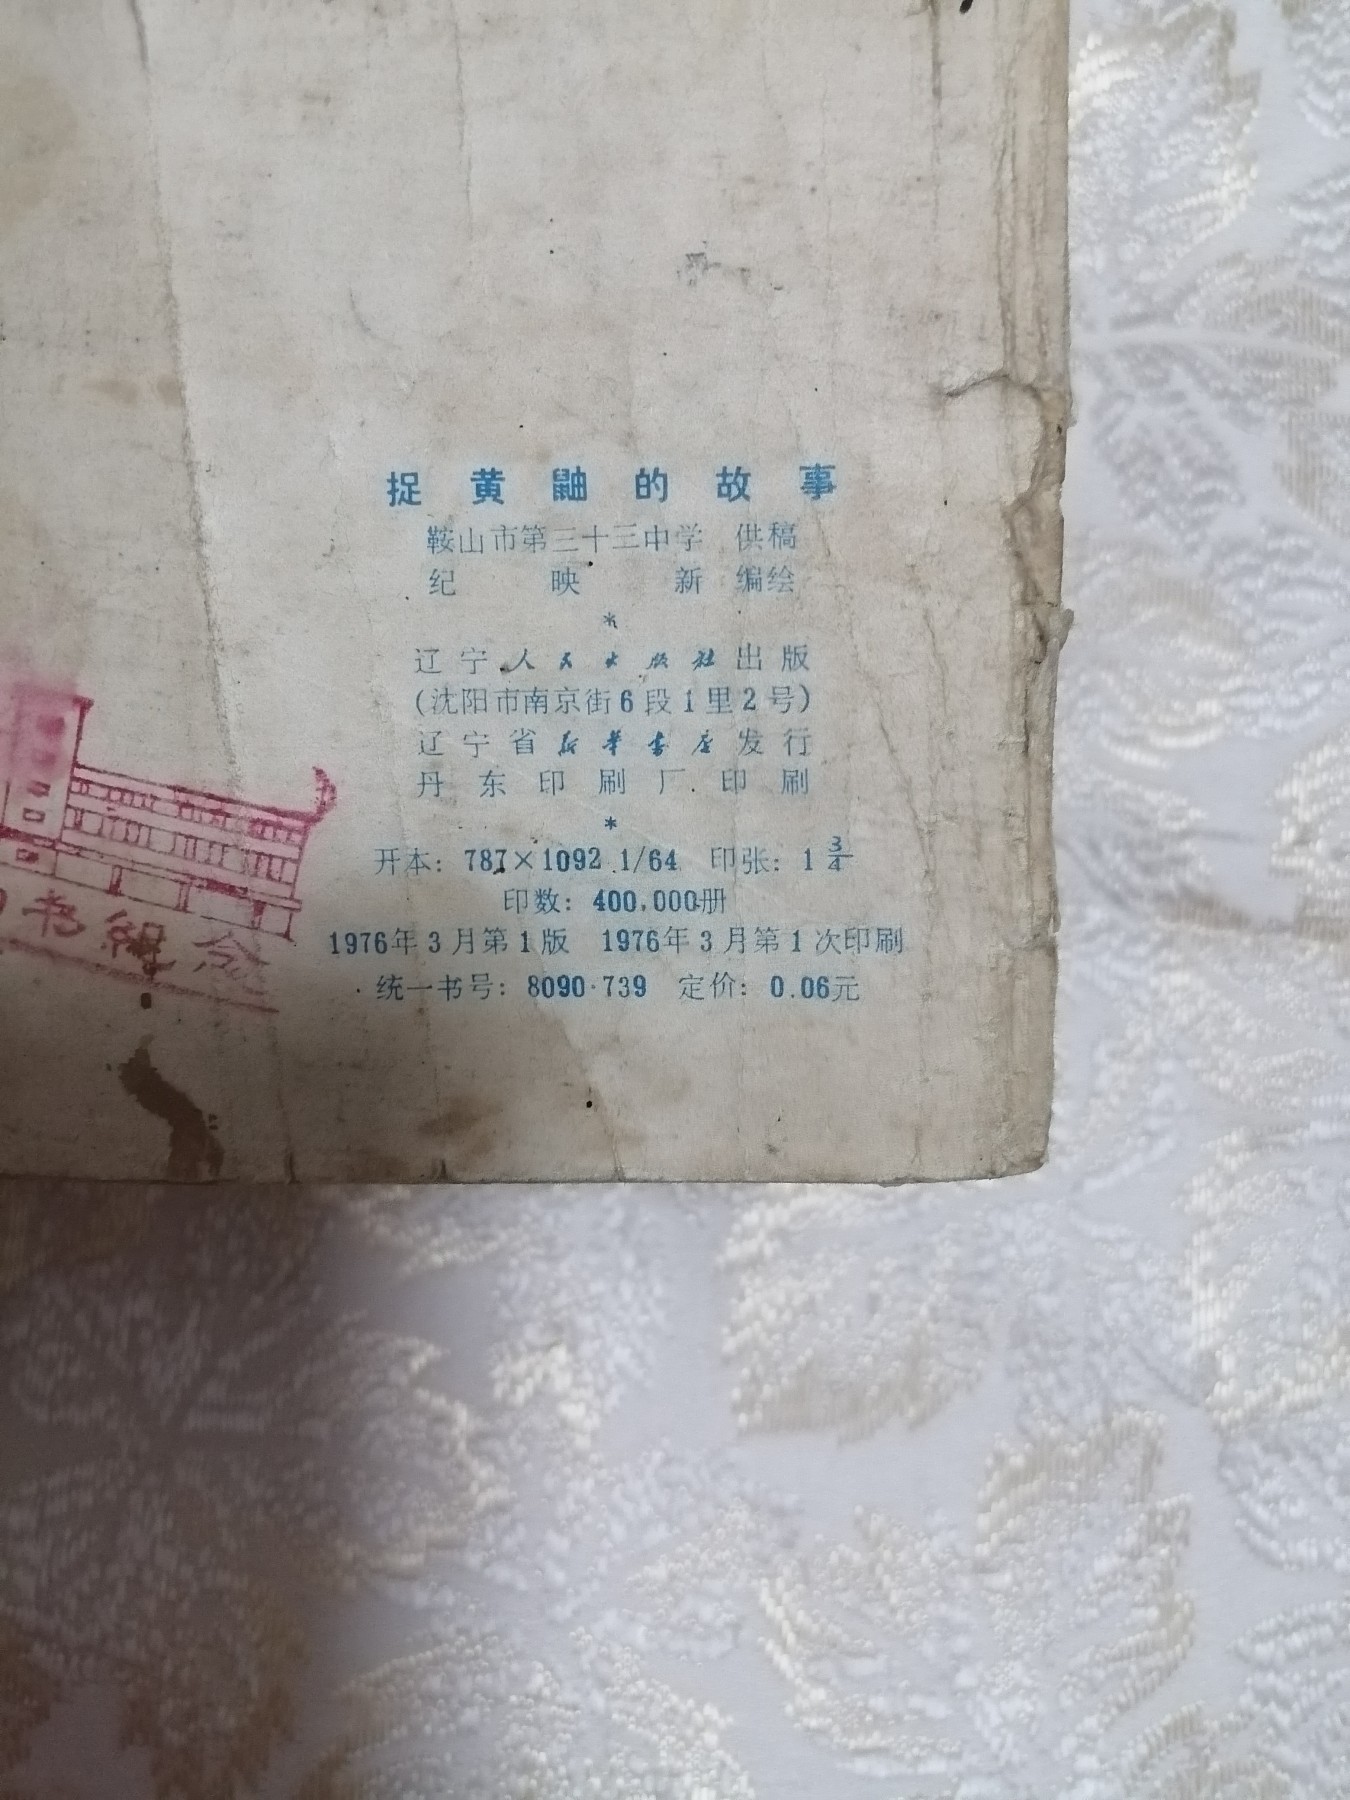 捉黄鼬的故事
鞍山市第三十三中学 供稿
纪映新 编绘
*
辽宁人民出版社出版
(沈阳市南京街6段1里2号)
辽宁省新华书店发行
丹东印刷厂印刷
*
开本：787×1092 1/64 印张：1 3/4
印数：400,000册
1976年3月第1版 1976年3月第1次印刷
统一书号：8090·739 定价：0.06元
书纪念